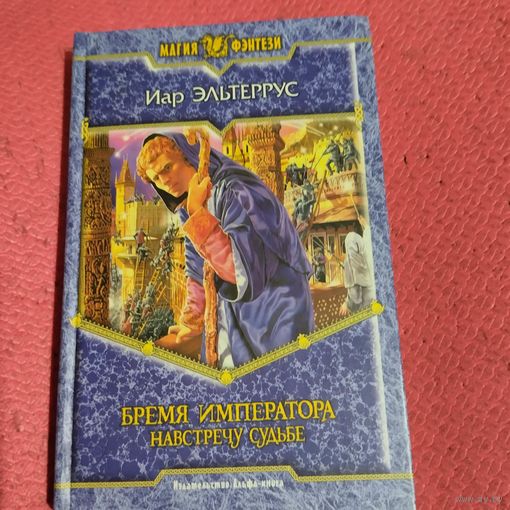 МАГИЯ ФЭНТЕЗИ
Иар ЭЛЬТЕРРУС
БРЕМЯ ИМПЕРАТОРА
НАВСТРЕЧУ СУДЬБЕ
Издательство Альфа-книга